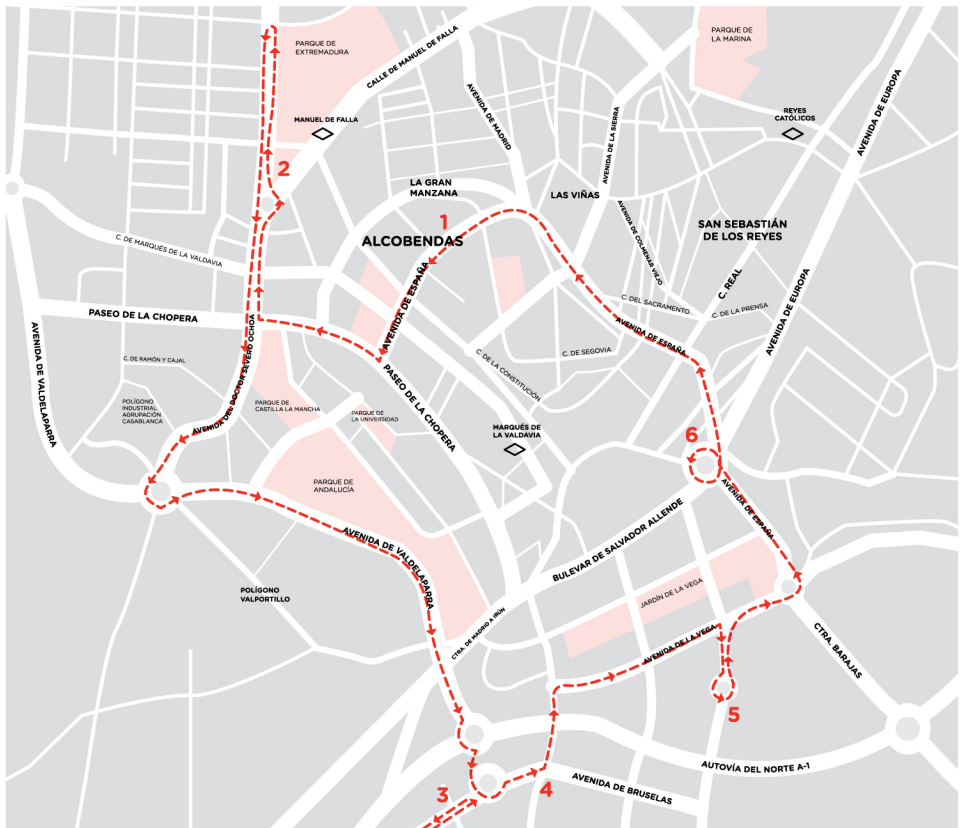 PARQUE DE
EXTREMADURA
CALLE DE MANUEL DE FALLA
PARQUE DE
LA MARINA
AVENIDA DE EUROPA
MANUEL DE FALLA
AVENIDA DE MADRID
AVENIDA DE LA SIERRA
REYES
CATÓLICOS
2
LA GRAN
MANZANA
LAS VIÑAS
1
ALCOBENDAS
AVENIDA DE COLMENAR VIEJO
SAN SEBASTIÁN
DE LOS REYES
C. DE MARQUÉS DE LA VALDAVIA
AVENIDA DE ESPAÑA
C. REAL
AVENIDA DE EUROPA
C. DEL SACRAMENTO
C. DE LA PRENSA
PASEO DE LA CHOPERA
AVENIDA DE ESPAÑA
AVENIDA DE VALDELAPARRA
C. DE RAMÓN Y CAJAL
AVENIDA DEL DOCTOR SEVERO OCHOA
C. DE SEGOVIA
C. DE LA CONSTITUCIÓN
PASEO DE LA CHOPERA
POLÍGONO
INDUSTRIAL
AGRUPACIÓN
CASABLANCA
PARQUE DE
CASTILLA LA MANCHA
PARQUE DE
LA UNIVERSIDAD
MARQUÉS DE
LA VALDAVIA
6
PARQUE DE
ANDALUCÍA
AVENIDA DE ESPAÑA
AVENIDA DE VALDELAPARRA
BULEVAR DE SALVADOR ALLENDE
POLÍGONO
VALPORTILLO
JARDÍN DE LA VEGA
CTRA. DE MADRID A IRÚN
AVENIDA DE LA VEGA
CTRA. BARAJAS
5
AUTOVÍA DEL NORTE A-1
3
4
AVENIDA DE BRUSELAS